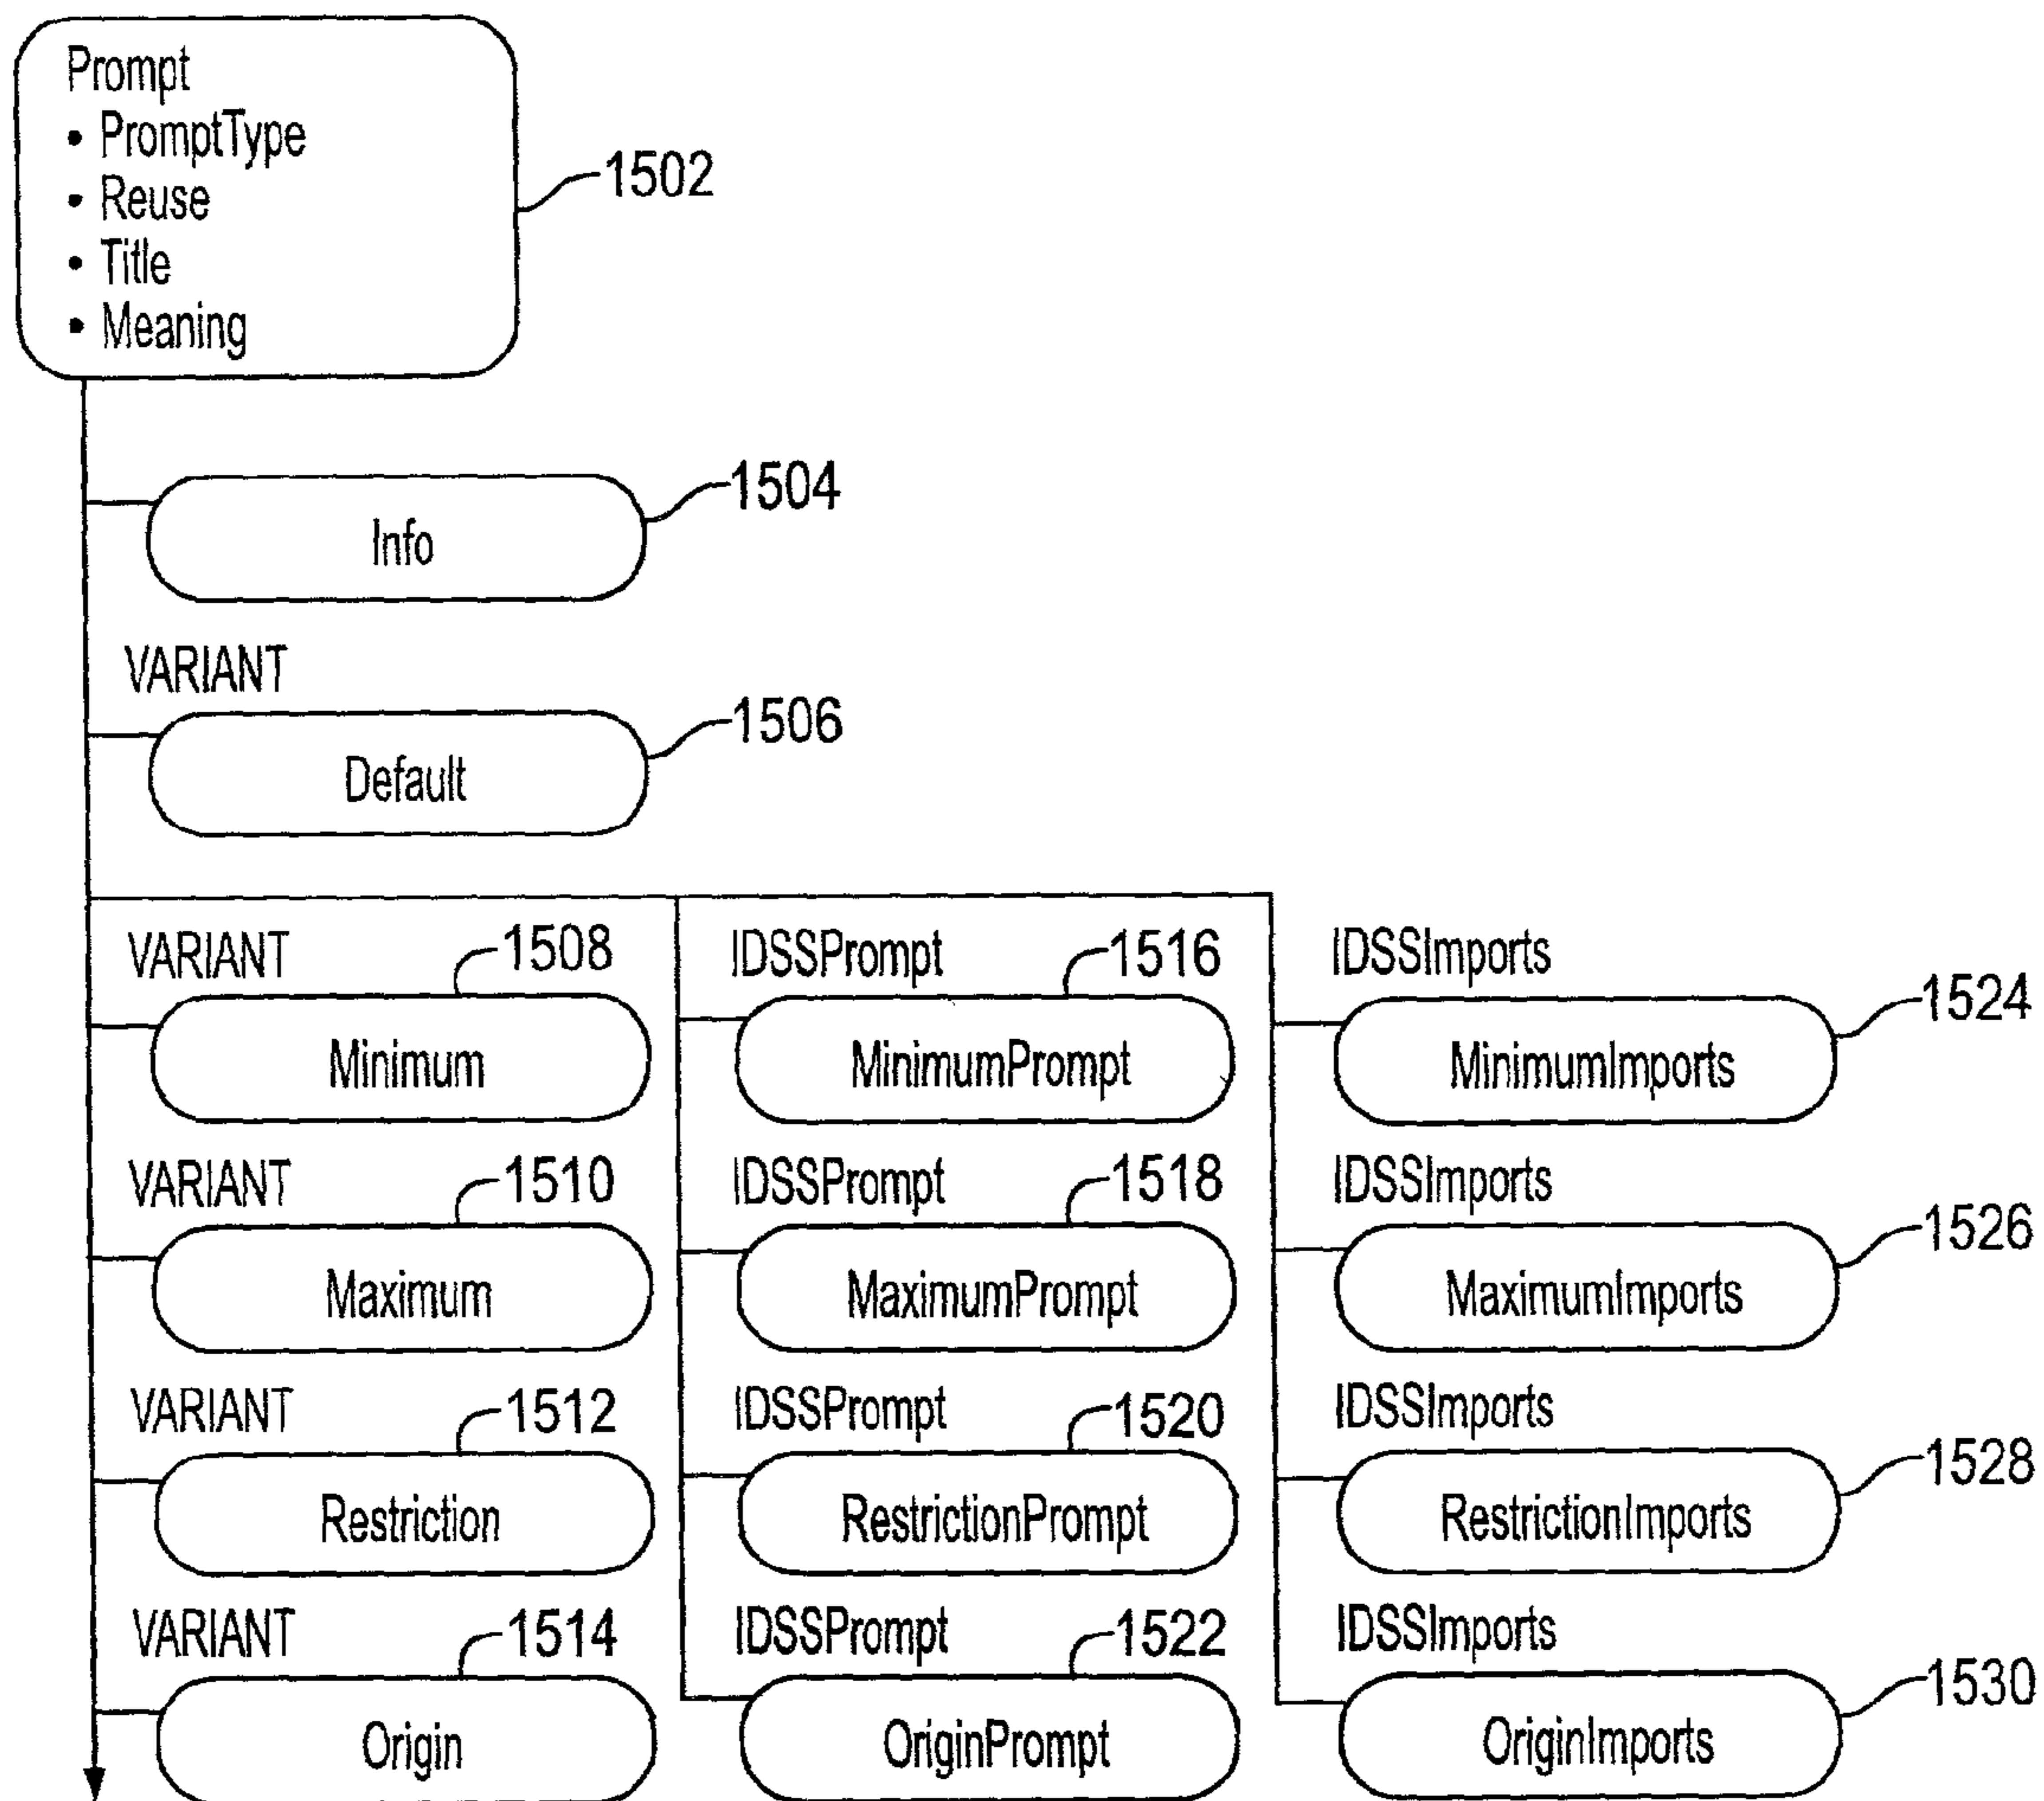 Prompt
• PromptType
• Reuse
• Title
• Meaning
1502
1504
Info
VARIANT
1506
Default
VARIANT
1508
IDSSPrompt
1516
IDSSImports
1524
Minimum
MinimumPrompt
MinimumImports
VARIANT
1510
IDSSPrompt
1518
IDSSImports
1526
Maximum
MaximumPrompt
MaximumImports
VARIANT
1512
IDSSPrompt
1520
IDSSImports
1528
Restriction
RestrictionPrompt
RestrictionImports
VARIANT
1514
IDSSPrompt
1522
IDSSImports
1530
Origin
OriginPrompt
OriginImports